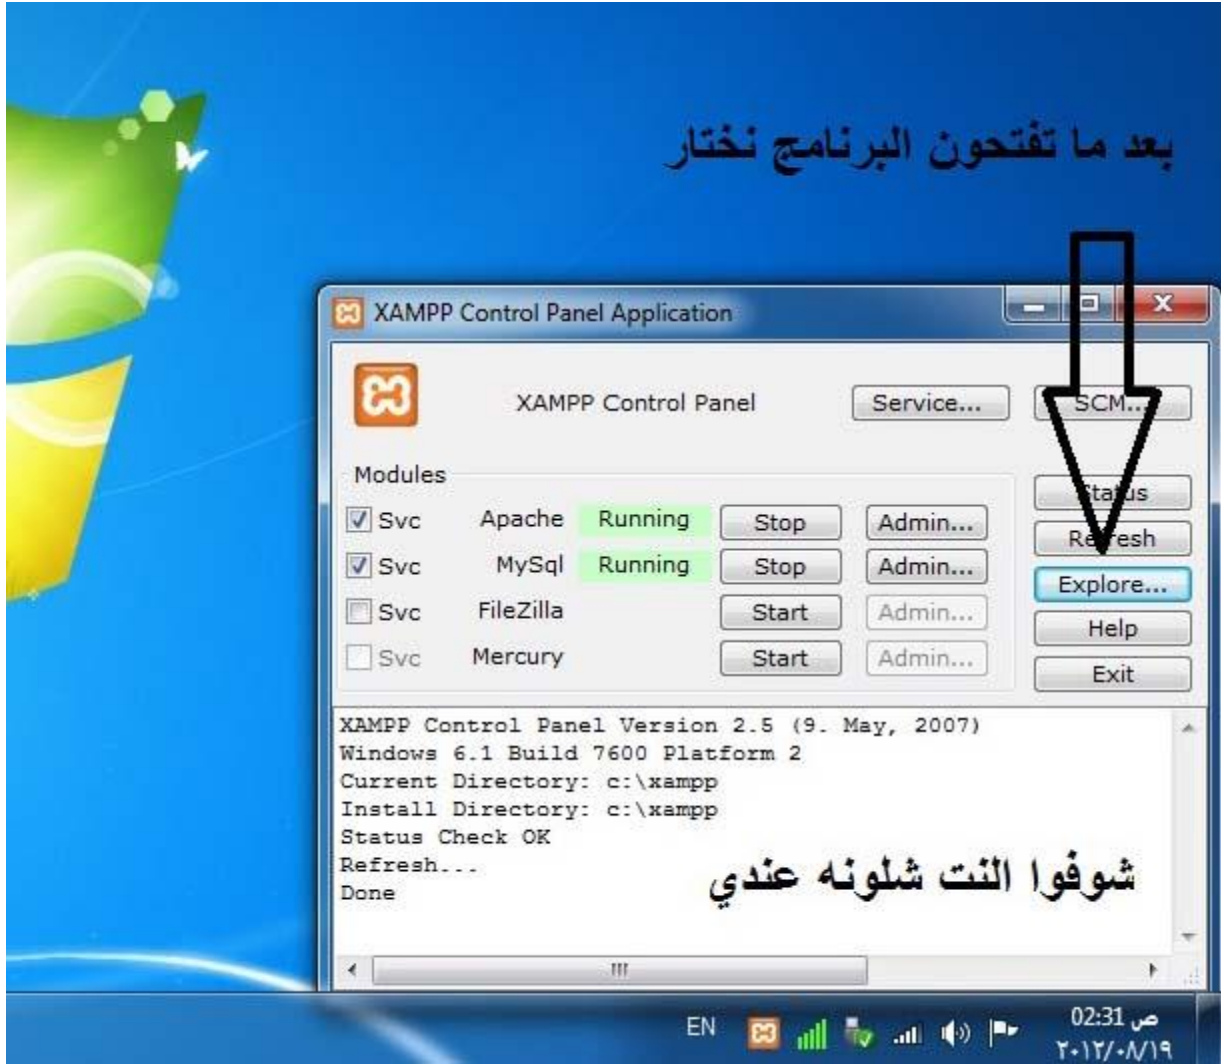 بعد ما تفتحون البرنامج نختار
XAMPP Control Panel Application
XAMPP Control Panel
Service...
SCM...
Modules
Status
Svc Apache Running Stop Admin...
Refresh
Svc MySql Running Stop Admin...
Explore...
Svc FileZilla Start Admin...
Help
Svc Mercury Start Admin...
Exit
XAMPP Control Panel Version 2.5 (9. May, 2007)
Windows 6.1 Build 7600 Platform 2
Current Directory: c:\xampp
Install Directory: c:\xampp
Status Check OK
Refresh...
Done
شوفوا النت شلونه عندي
EN
02:31 ص
٢٠١٢/٠٨/١٩